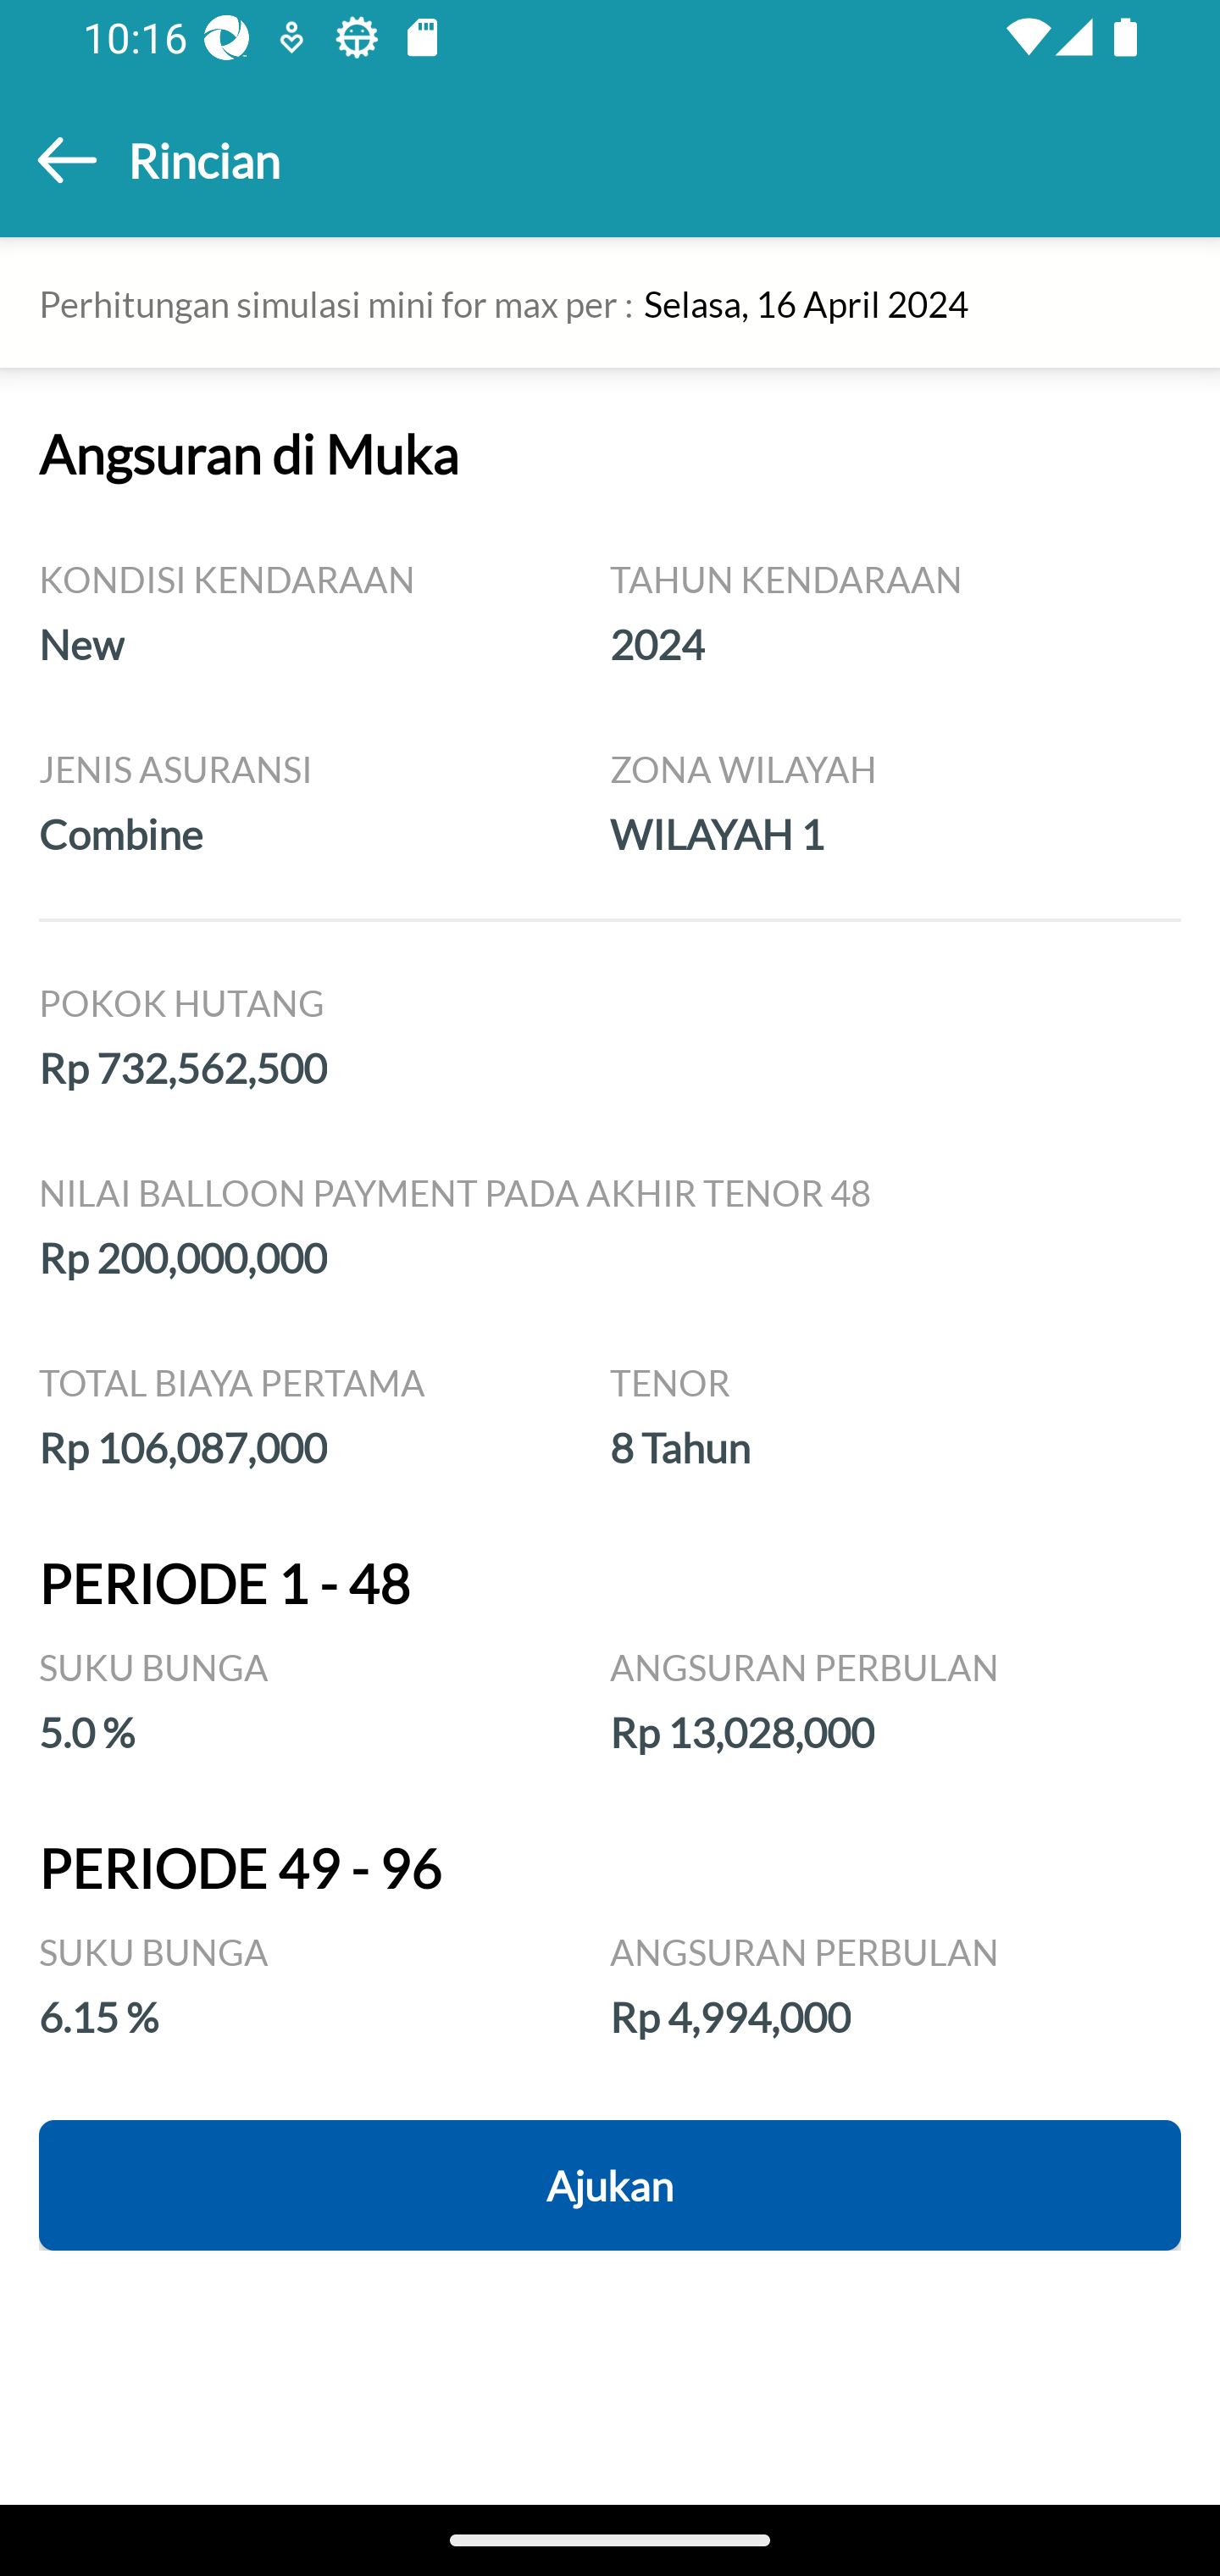 10:16
Rincian
Perhitungan simulasi mini for max per : Selasa, 16 April 2024
Angsuran di Muka
KONDISI KENDARAAN TAHUN KENDARAAN
New 2024
JENIS ASURANSI ZONA WILAYAH
Combine WILAYAH 1
POKOK HUTANG
Rp 732,562,500
NILAI BALLOON PAYMENT PADA AKHIR TENOR 48
Rp 200,000,000
TOTAL BIAYA PERTAMA TENOR
Rp 106,087,000 8 Tahun
PERIODE 1 - 48
SUKU BUNGA ANGSURAN PERBULAN
5.0 % Rp 13,028,000
PERIODE 49 - 96
SUKU BUNGA ANGSURAN PERBULAN
6.15 % Rp 4,994,000
Ajukan